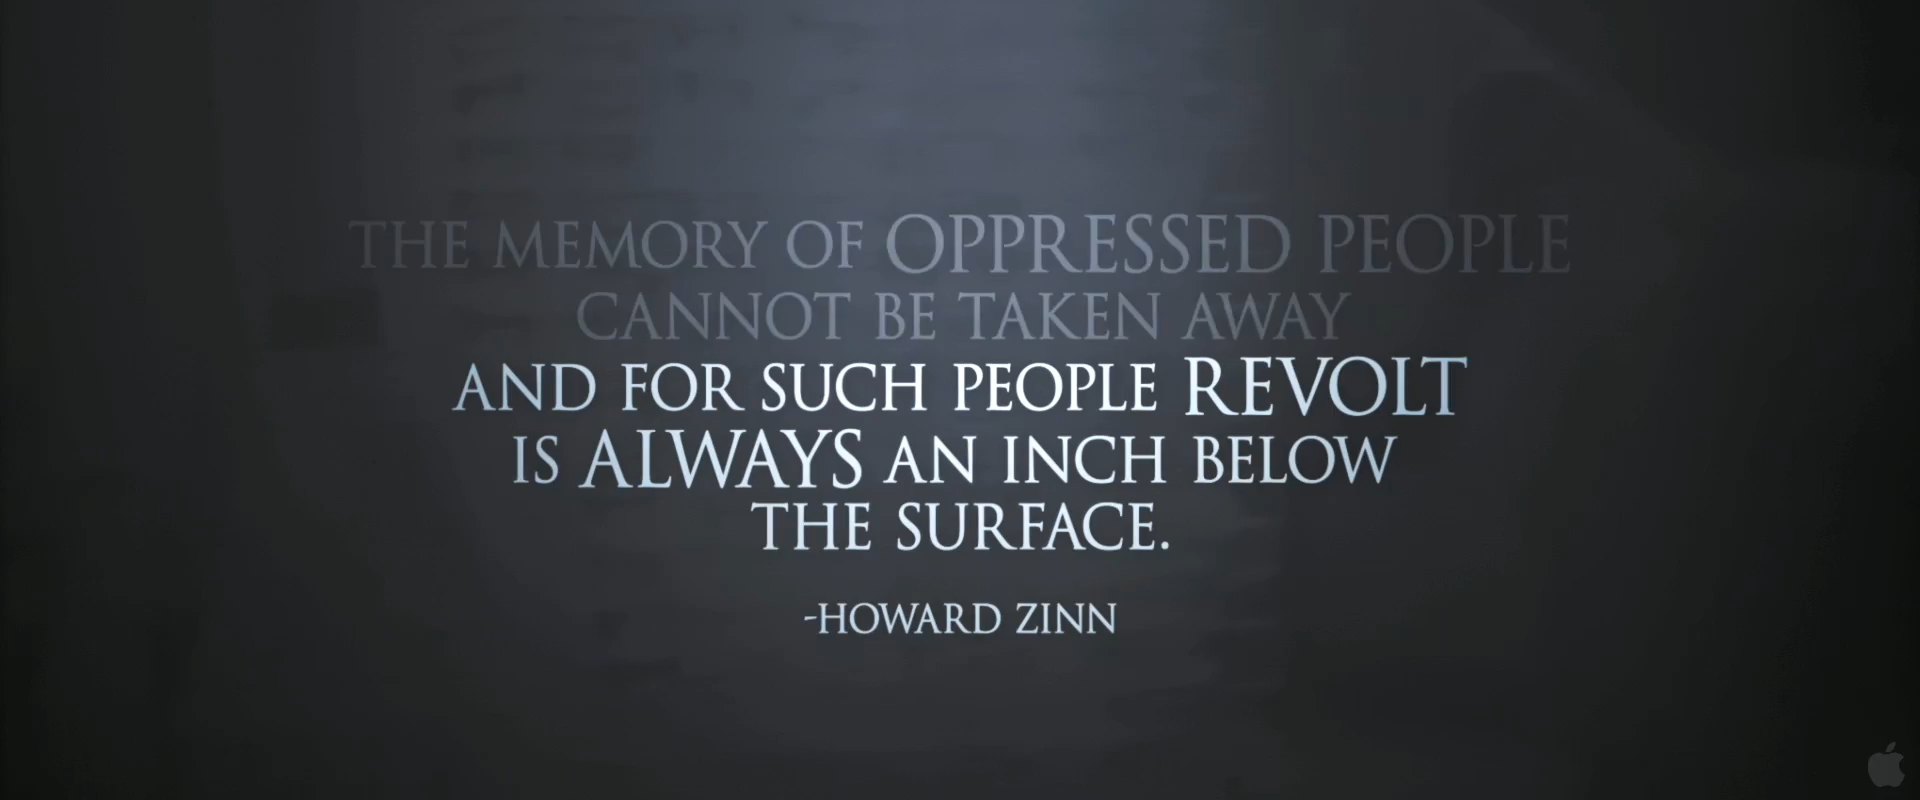 THE MEMORY OF OPPRESSED PEOPLE
CANNOT BE TAKEN AWAY
AND FOR SUCH PEOPLE REVOLT
IS ALWAYS AN INCH BELOW
THE SURFACE.
-HOWARD ZINN